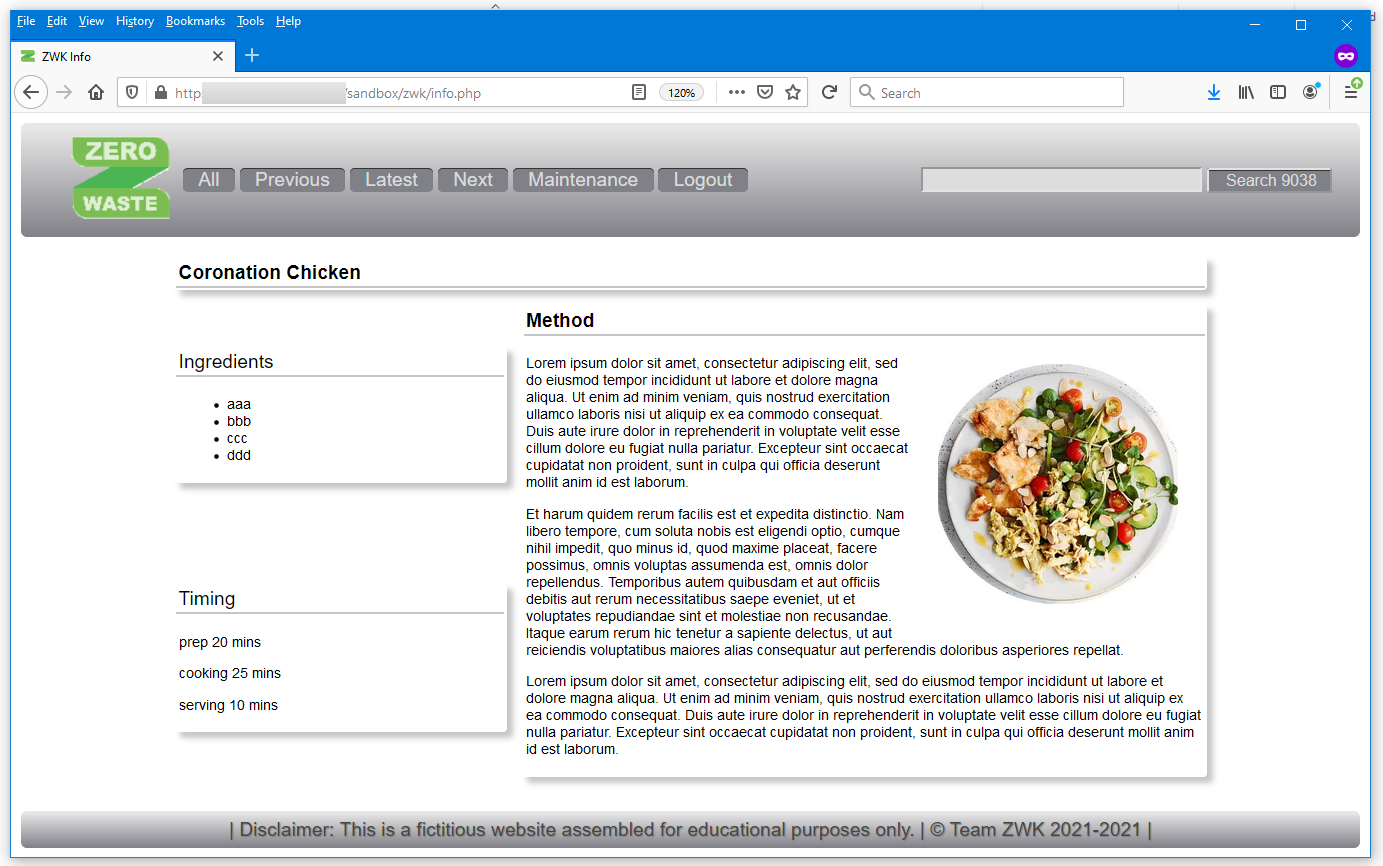 File Edit View History Bookmarks Tools Help
ZWK Info
http /sandbox/zwk/info.php 120% Search
ZERO
WASTE
All Previous Latest Next Maintenance Logout Search 9038
Coronation Chicken
Ingredients
aaa
bbb
ccc
ddd
Timing
prep 20 mins
cooking 25 mins
serving 10 mins
Method
Lorem ipsum dolor sit amet, consectetur adipiscing elit, sed
do eiusmod tempor incididunt ut labore et dolore magna
aliqua. Ut enim ad minim veniam, quis nostrud exercitation
ullamco laboris nisi ut aliquip ex ea commodo consequat.
Duis aute irure dolor in reprehenderit in voluptate velit esse
cillum dolore eu fugiat nulla pariatur. Excepteur sint occaecat
cupidatat non proident, sunt in culpa qui officia deserunt
mollit anim id est laborum.
Et harum quidem rerum facilis est et expedita distinctio. Nam
libero tempore, cum soluta nobis est eligendi optio, cumque
nihil impedit, quo minus id, quod maxime placeat, facere
possimus, omnis voluptas assumenda est, omnis dolor
repellendus. Temporibus autem quibusdam et aut officiis
debitis aut rerum necessitatibus saepe eveniet, ut et
voluptates repudiandae sint et molestiae non recusandae.
Itaque earum rerum hic tenetur a sapiente delectus, ut aut
reiciendis voluptatibus maiores alias consequatur aut perferendis doloribus asperiores repellat.
Lorem ipsum dolor sit amet, consectetur adipiscing elit, sed do eiusmod tempor incididunt ut labore et
dolore magna aliqua. Ut enim ad minim veniam, quis nostrud exercitation ullamco laboris nisi ut aliquip ex
ea commodo consequat. Duis aute irure dolor in reprehenderit in voluptate velit esse cillum dolore eu fugiat
nulla pariatur. Excepteur sint occaecat cupidatat non proident, sunt in culpa qui officia deserunt mollit anim
id est laborum.
| Disclaimer: This is a fictitious website assembled for educational purposes only. | © Team ZWK 2021-2021 |